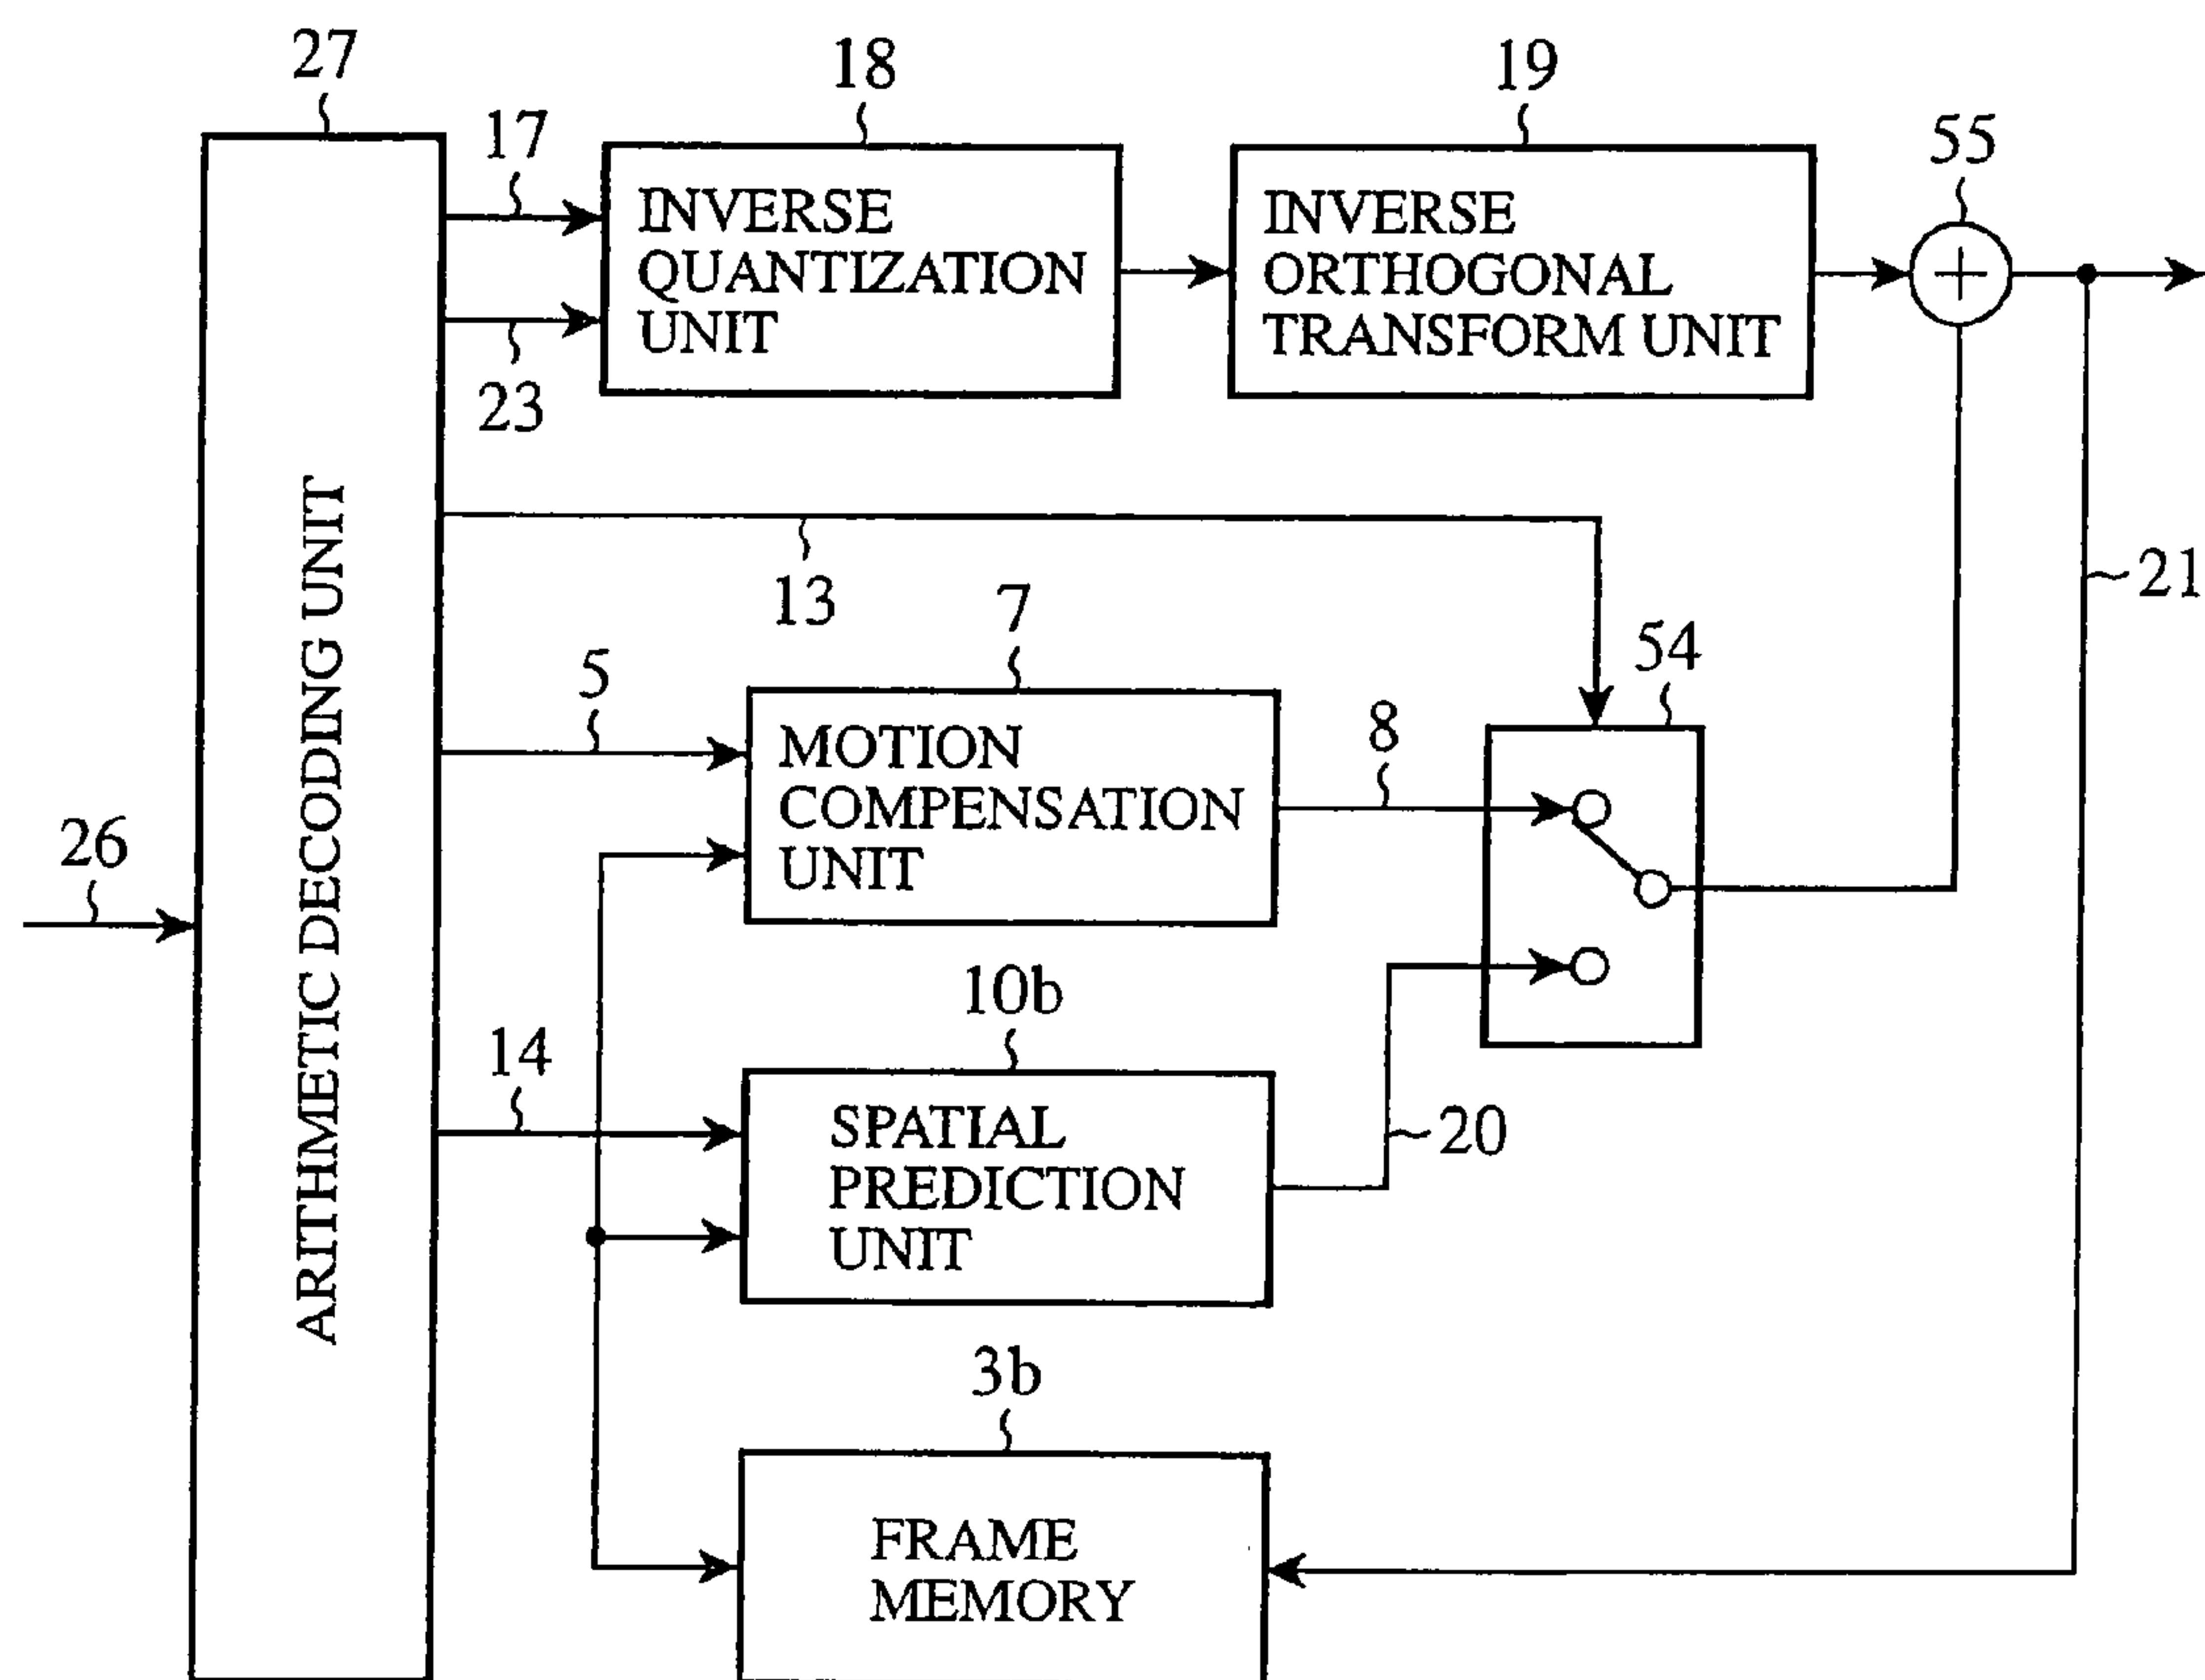 27
18
19
55
17
INVERSE
QUANTIZATION
UNIT
INVERSE
ORTHOGONAL
TRANSFORM UNIT
23
13
21
7
54
5
8
MOTION
COMPENSATION
UNIT
26
ARITHMETIC DECODING UNIT
10b
14
20
SPATIAL
PREDICTION
UNIT
3b
FRAME
MEMORY